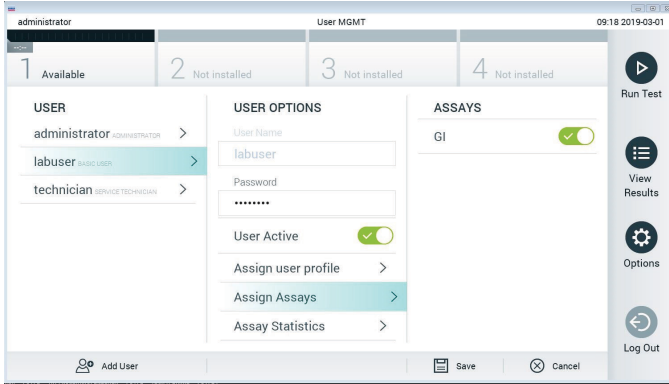 administrator
User MGMT
09:18 2019-03-01
1 Available
2 Not installed
3 Not installed
4 Not installed
USER
administrator ADMINISTRATOR
labuser BASIC USER
technician SERVICE TECHNICIAN
USER OPTIONS
User Name
labuser
Password
••••••••
User Active
Assign user profile
Assign Assays
Assay Statistics
ASSAYS
GI
Run Test
View
Results
Options
Log Out
Add User
Save
Cancel